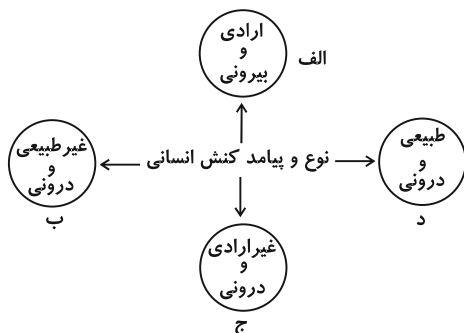 ارادی
و
بیرونی
الف
نوع و پیامد کنش انسانی
طبیعی
و
درونی
د
غیرطبیعی
و
درونی
ب
غیرارادی
و
درونی
ج